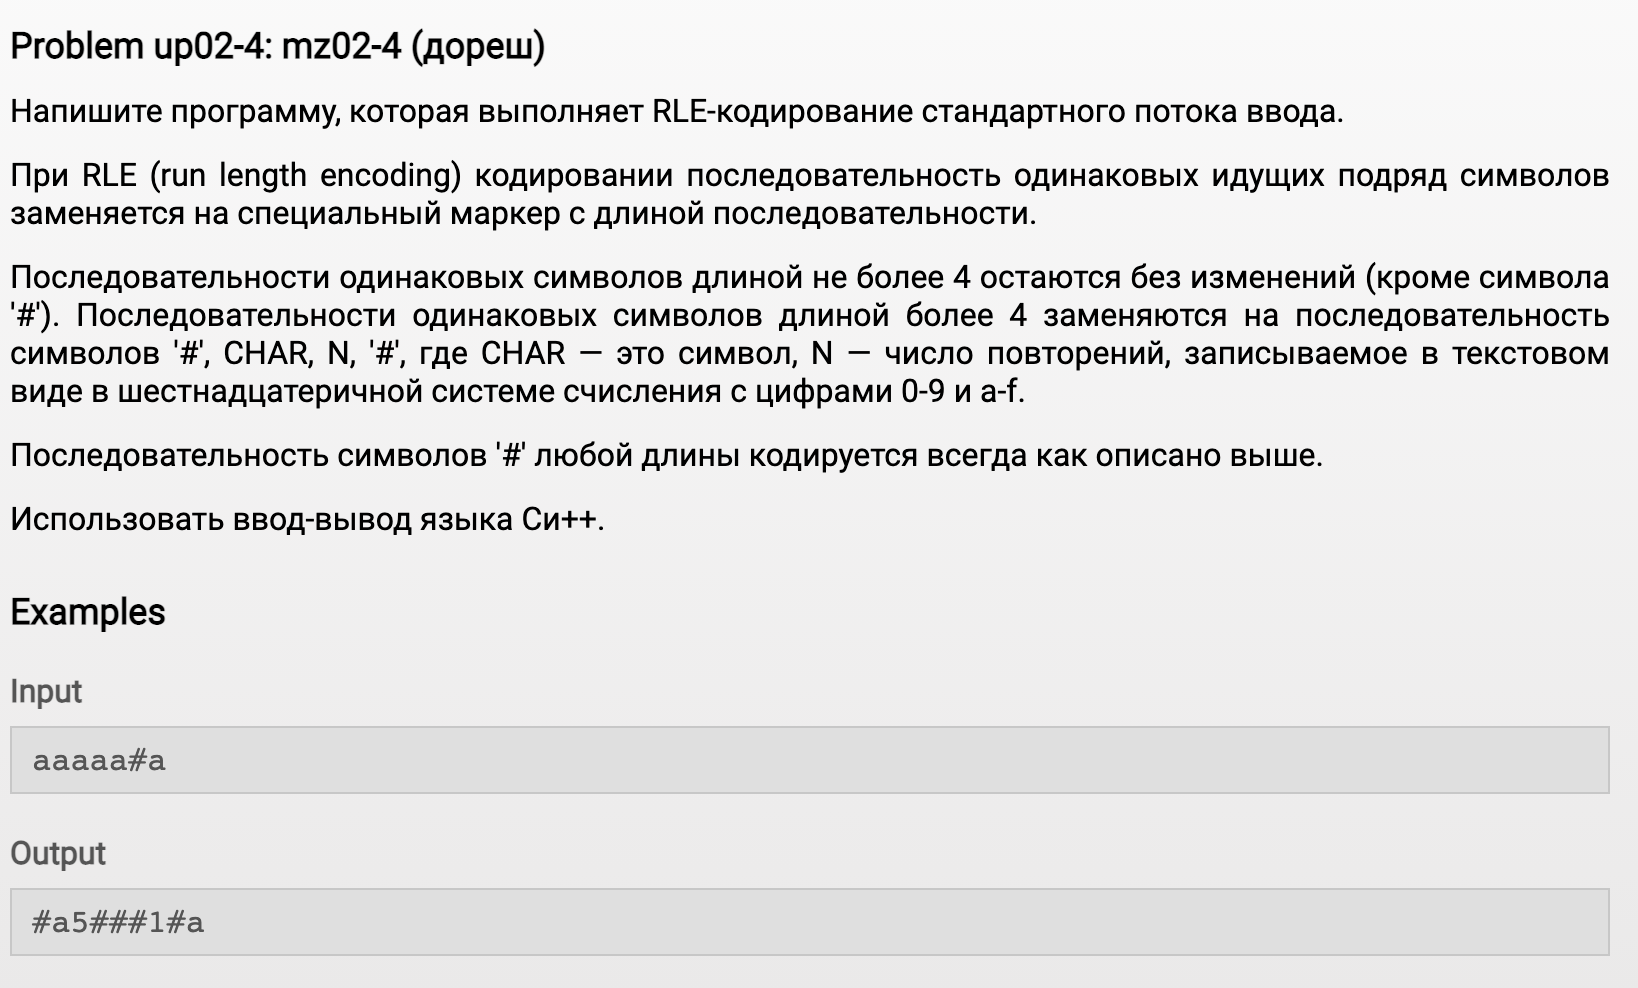 Problem up02-4: mz02-4 (дореш)
Напишите программу, которая выполняет RLE-кодирование стандартного потока ввода.
При RLE (run length encoding) кодировании последовательность одинаковых идущих подряд символов
заменяется на специальный маркер с длиной последовательности.
Последовательности одинаковых символов длиной не более 4 остаются без изменений (кроме символа
'#'). Последовательности одинаковых символов длиной более 4 заменяются на последовательность
символов '#', CHAR, N, '#', где CHAR — это символ, N — число повторений, записываемое в текстовом
виде в шестнадцатеричной системе счисления с цифрами 0-9 и a-f.
Последовательность символов '#' любой длины кодируется всегда как описано выше.
Использовать ввод-вывод языка Си++.
Examples
Input
aaaaa#a
Output
#a5###1#a